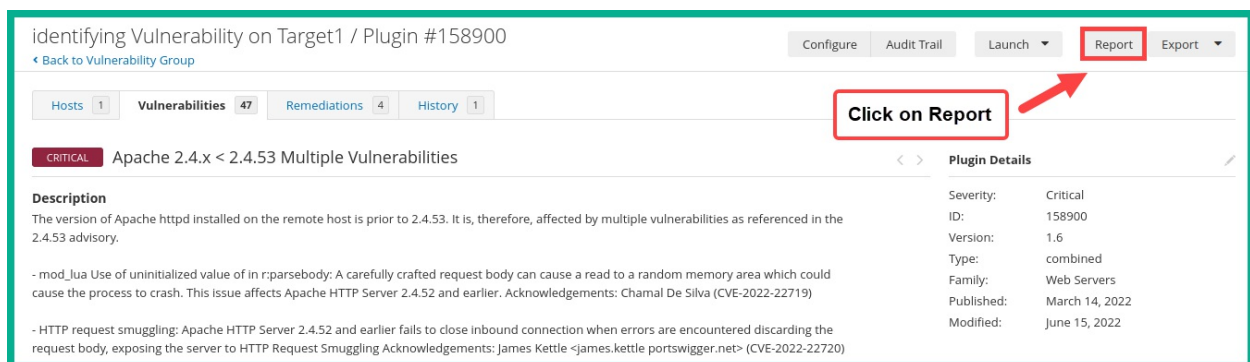 identifying Vulnerability on Target1 / Plugin #158900
Back to Vulnerability Group
Configure Audit Trail Launch Report Export
Hosts 1 Vulnerabilities 47 Remediations 4 History 1
Click on Report
CRITICAL Apache 2.4.x < 2.4.53 Multiple Vulnerabilities
Description
The version of Apache httpd installed on the remote host is prior to 2.4.53. It is, therefore, affected by multiple vulnerabilities as referenced in the
2.4.53 advisory.
- mod_lua Use of uninitialized value of in r:parsebody: A carefully crafted request body can cause a read to a random memory area which could
cause the process to crash. This issue affects Apache HTTP Server 2.4.52 and earlier. Acknowledgements: Chamal De Silva (CVE-2022-22719)
- HTTP request smuggling: Apache HTTP Server 2.4.52 and earlier fails to close inbound connection when errors are encountered discarding the
request body, exposing the server to HTTP Request Smuggling Acknowledgements: James Kettle <james.kettle portswigger.net> (CVE-2022-22720)
Plugin Details
Severity: Critical
ID: 158900
Version: 1.6
Type: combined
Family: Web Servers
Published: March 14, 2022
Modified: June 15, 2022